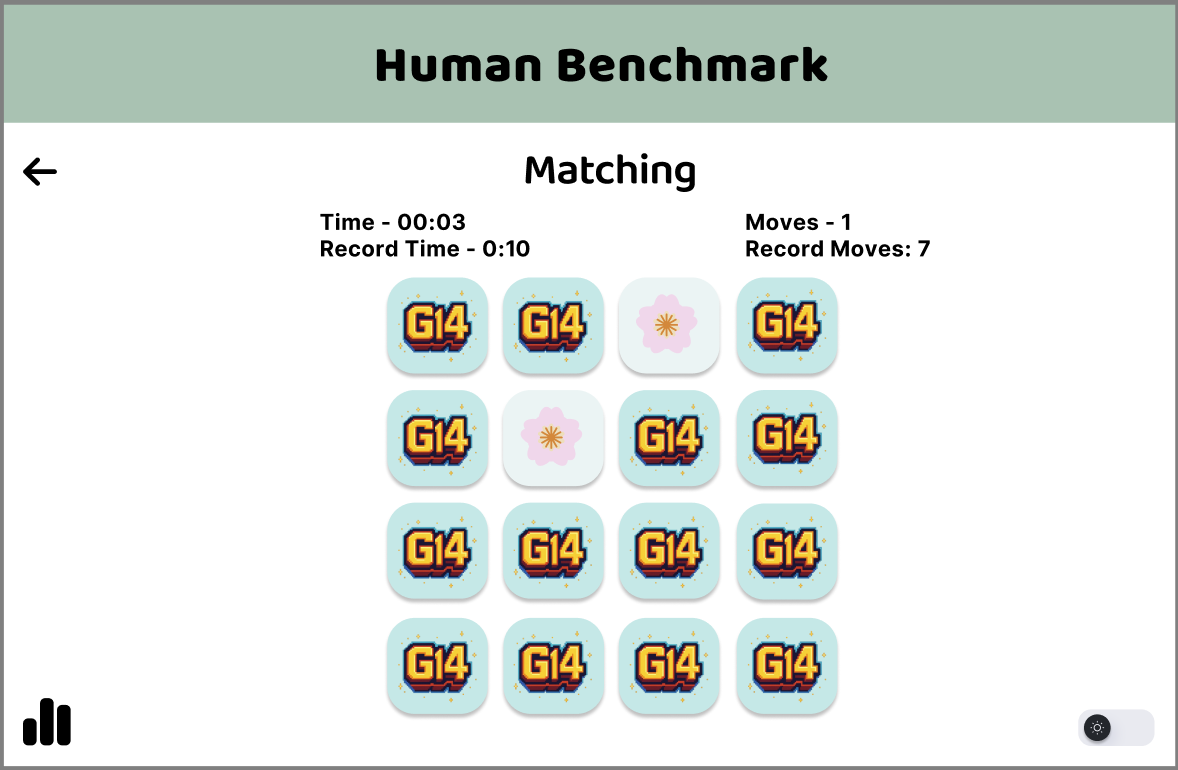 Human Benchmark
Matching
Time - 00:03
Record Time - 0:10
Moves - 1
Record Moves: 7
G14 G14 G14
G14 G14 G14
G14 G14 G14 G14
G14 G14 G14 G14